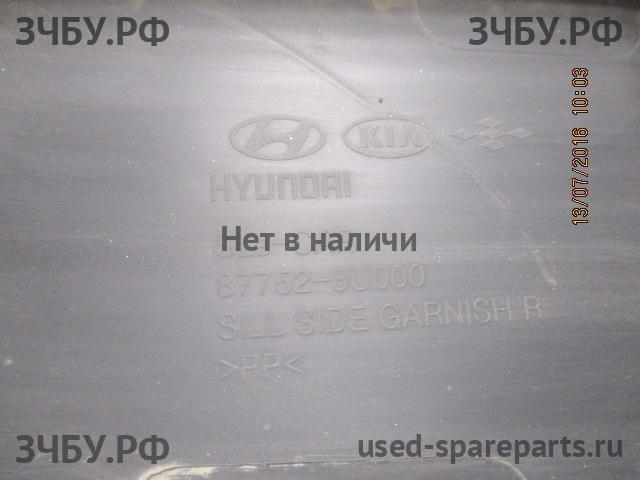 ЗЧБУ.РФ
ЗЧБУ.РФ
13/07/2016 10:03
KIA
HYUNDAI
Нет в наличи
87752-3U000
SILL SIDE GARNISH R
>PP<
ЗЧБУ.РФ
used-spareparts.ru